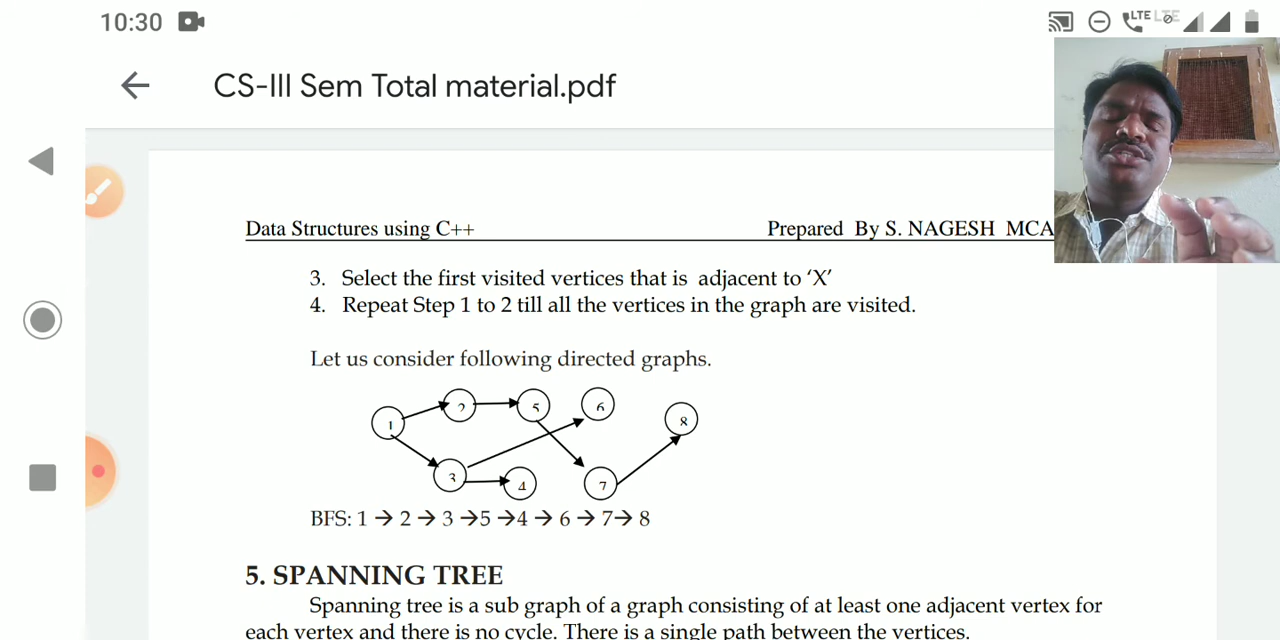 10:30
LTE LTE
CS-III Sem Total material.pdf
Data Structures using C++ Prepared By S. NAGESH MCA
3. Select the first visited vertices that is adjacent to ‘X’
4. Repeat Step 1 to 2 till all the vertices in the graph are visited.
Let us consider following directed graphs.
1 2 5 6 8
3 4 7
BFS: 1 → 2 → 3 →5 →4 → 6 → 7→ 8
5. SPANNING TREE
Spanning tree is a sub graph of a graph consisting of at least one adjacent vertex for
each vertex and there is no cycle. There is a single path between the vertices.